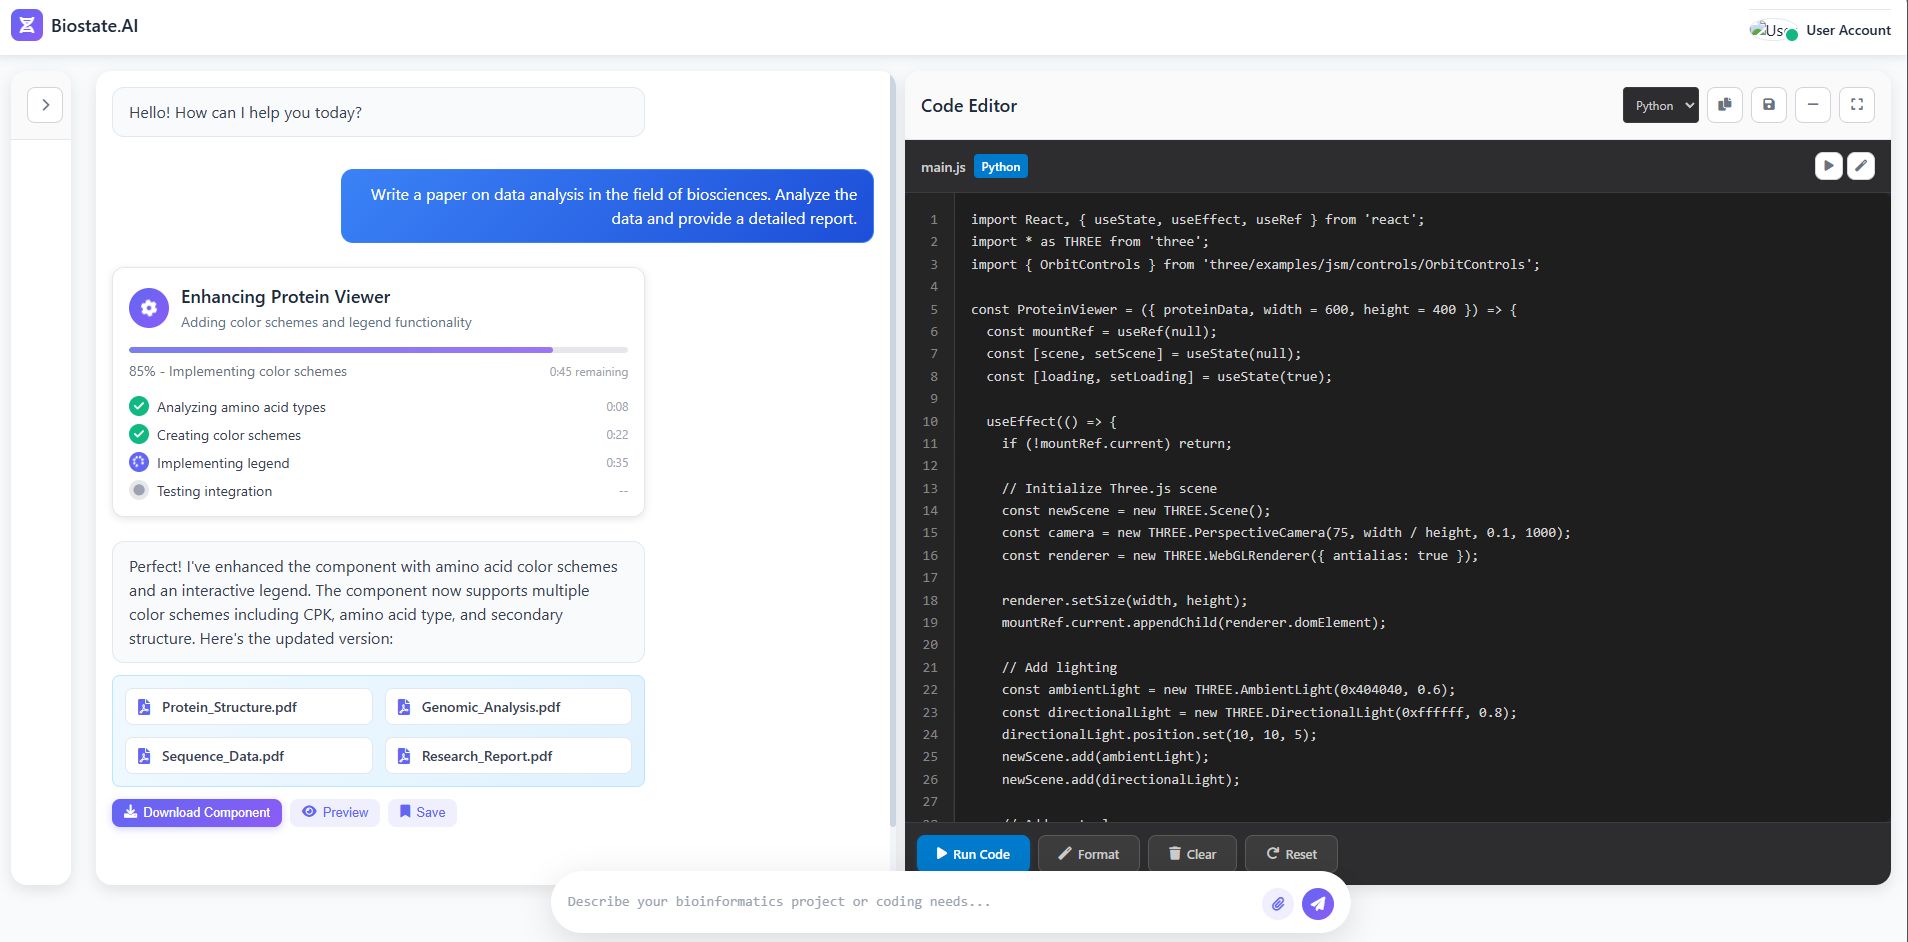 Biostate.AI
User Account
Hello! How can I help you today?
Write a paper on data analysis in the field of biosciences. Analyze the
data and provide a detailed report.
Enhancing Protein Viewer
Adding color schemes and legend functionality
85% - Implementing color schemes 0:45 remaining
Analyzing amino acid types 0:08
Creating color schemes 0:22
Implementing legend 0:35
Testing integration --
Perfect! I've enhanced the component with amino acid color schemes
and an interactive legend. The component now supports multiple
color schemes including CPK, amino acid type, and secondary
structure. Here's the updated version:
Protein_Structure.pdf Genomic_Analysis.pdf
Sequence_Data.pdf Research_Report.pdf
Download Component Preview Save
Code Editor Python
main.js Python
1 import React, { useState, useEffect, useRef } from 'react';
2 import * as THREE from 'three';
3 import { OrbitControls } from 'three/examples/jsm/controls/OrbitControls';
4
5 const ProteinViewer = ({ proteinData, width = 600, height = 400 }) => {
6 const mountRef = useRef(null);
7 const [scene, setScene] = useState(null);
8 const [loading, setLoading] = useState(true);
9
10 useEffect(() => {
11 if (!mountRef.current) return;
12
13 // Initialize Three.js scene
14 const newScene = new THREE.Scene();
15 const camera = new THREE.PerspectiveCamera(75, width / height, 0.1, 1000);
16 const renderer = new THREE.WebGLRenderer({ antialias: true });
17
18 renderer.setSize(width, height);
19 mountRef.current.appendChild(renderer.domElement);
20
21 // Add lighting
22 const ambientLight = new THREE.AmbientLight(0x404040, 0.6);
23 const directionalLight = new THREE.DirectionalLight(0xffffff, 0.8);
24 directionalLight.position.set(10, 10, 5);
25 newScene.add(ambientLight);
26 newScene.add(directionalLight);
27
Run Code Format Clear Reset
Describe your bioinformatics project or coding needs...